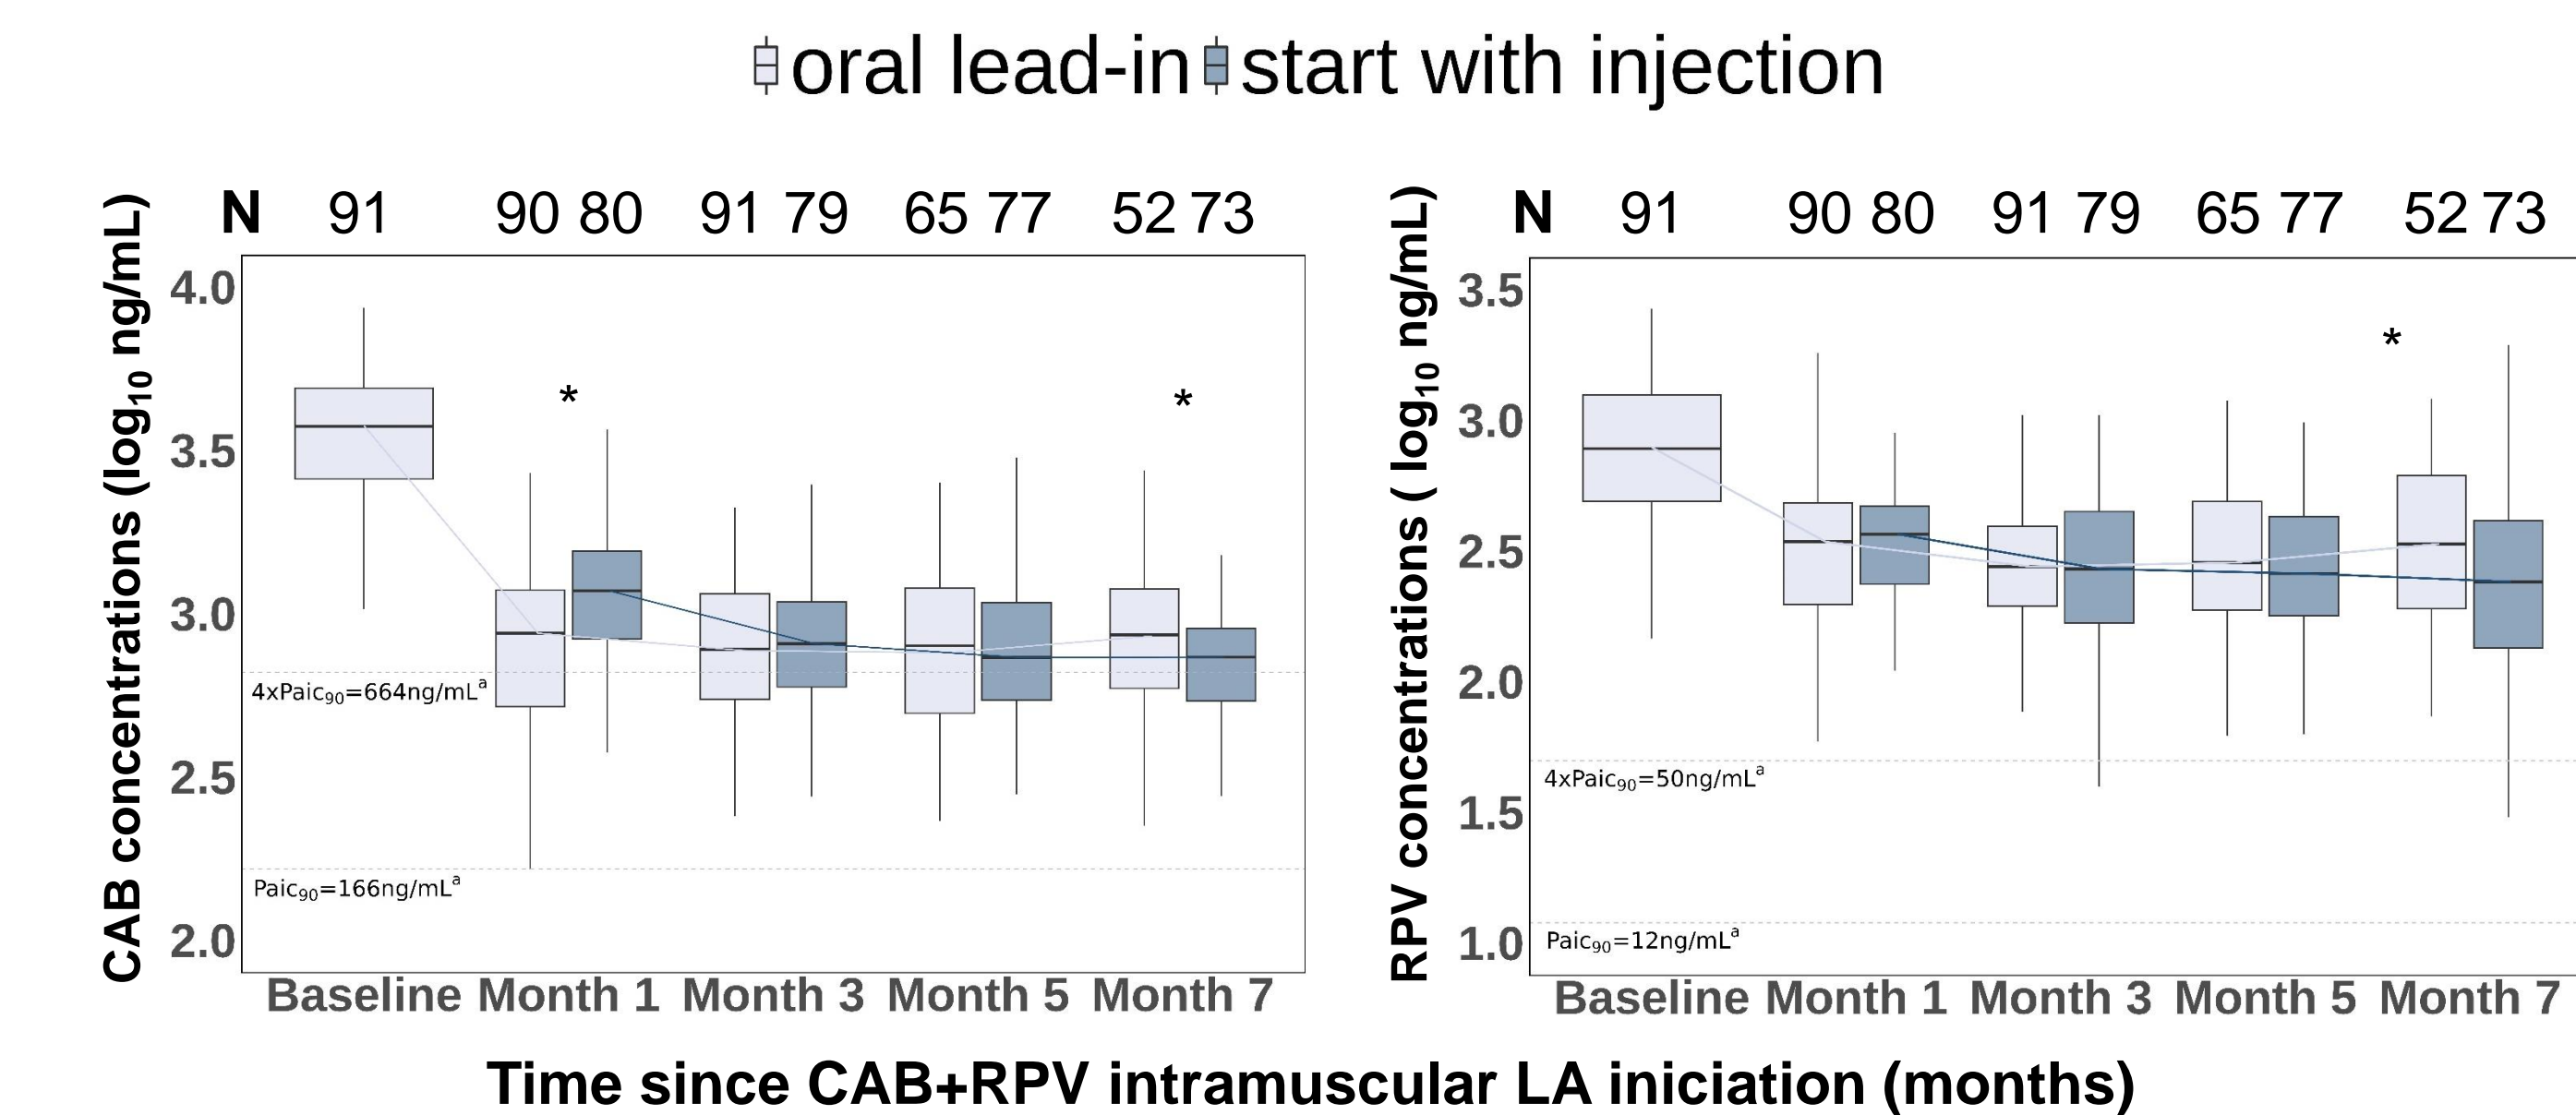 oral lead-in start with injection
N 91 90 80 91 79 65 77 52 73
CAB concentrations (log10 ng/mL)
4.0
3.5
3.0
2.5
2.0
*
*
4xPaic90=664ng/mLa
Paic90=166ng/mLa
Baseline Month 1 Month 3 Month 5 Month 7
N 91 90 80 91 79 65 77 52 73
RPV concentrations ( log10 ng/mL)
3.5
3.0
2.5
2.0
1.5
1.0
*
4xPaic90=50ng/mLa
Paic90=12ng/mLa
Baseline Month 1 Month 3 Month 5 Month 7
Time since CAB+RPV intramuscular LA iniciation (months)